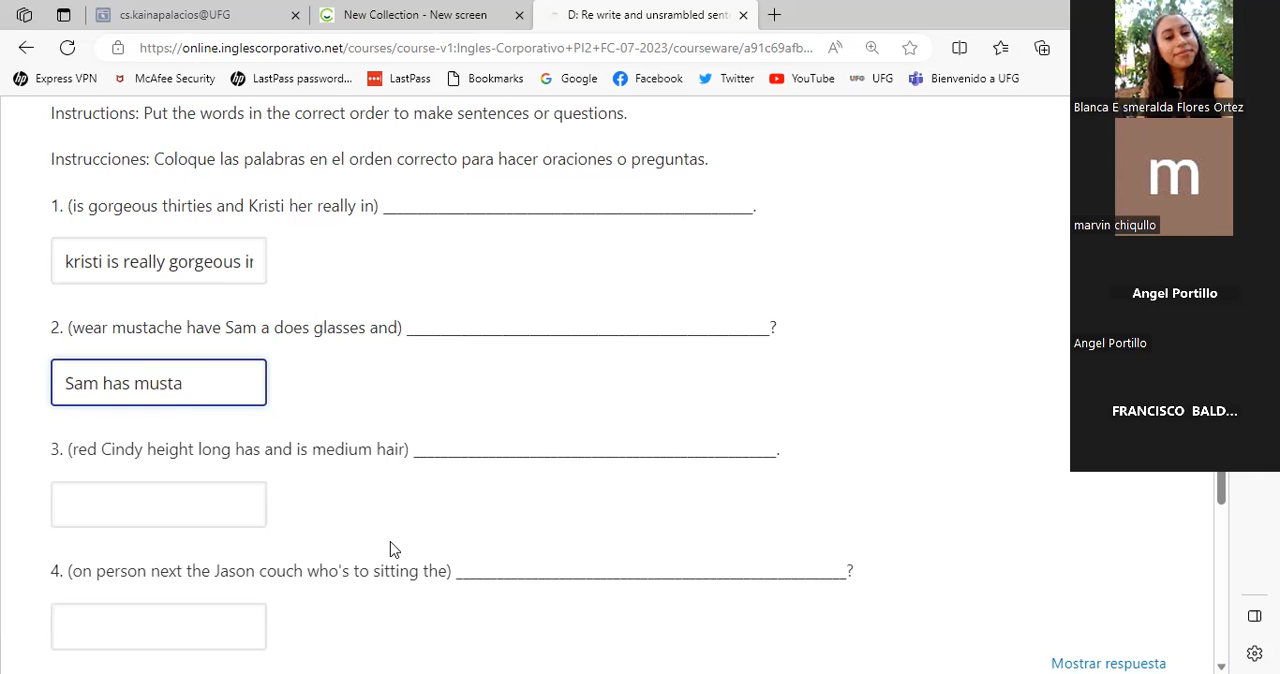 cs.kainapalacios@UFG
New Collection - New screen
D: Re write and unsrambled sent
https://online.inglescorporativo.net/courses/course-v1:Ingles-Corporativo+PI2+FC-07-2023/courseware/a91c69afb...
Express VPN McAfee Security LastPass password... LastPass Bookmarks Google Facebook Twitter YouTube UFG Bienvenido a UFG
Instructions: Put the words in the correct order to make sentences or questions.
Instrucciones: Coloque las palabras en el orden correcto para hacer oraciones o preguntas.
1. (is gorgeous thirties and Kristi her really in) ______________________________________.
kristi is really gorgeous in
2. (wear mustache have Sam a does glasses and) ______________________________________?
Sam has musta
3. (red Cindy height long has and is medium hair) ______________________________________.
4. (on person next the Jason couch who's to sitting the) ________________________________________?
Mostrar respuesta
Blanca E smeralda Flores Ortez
m
marvin chiqullo
Angel Portillo
Angel Portillo
FRANCISCO BALD...